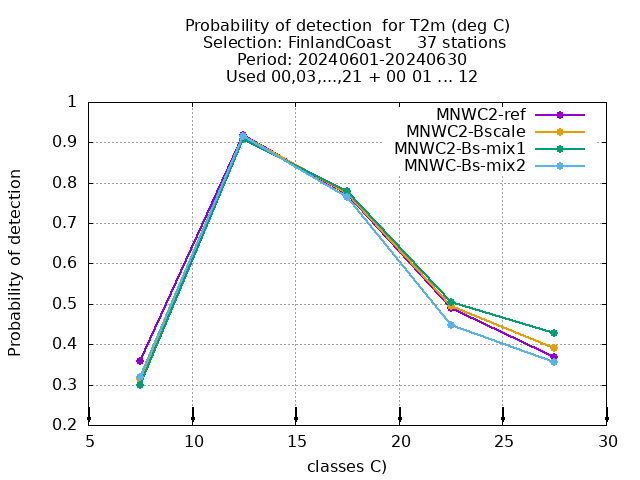 Probability of detection  for T2m (deg C)
Selection: FinlandCoast     37 stations
Period: 20240601-20240630
Used 00,03,...,21 + 00 01 ... 12
MNWC2-ref
MNWC2-Bscale
MNWC2-Bs-mix1
MNWC-Bs-mix2
Probability of detection
1
0.9
0.8
0.7
0.6
0.5
0.4
0.3
0.2
5 10 15 20 25 30
classes C)